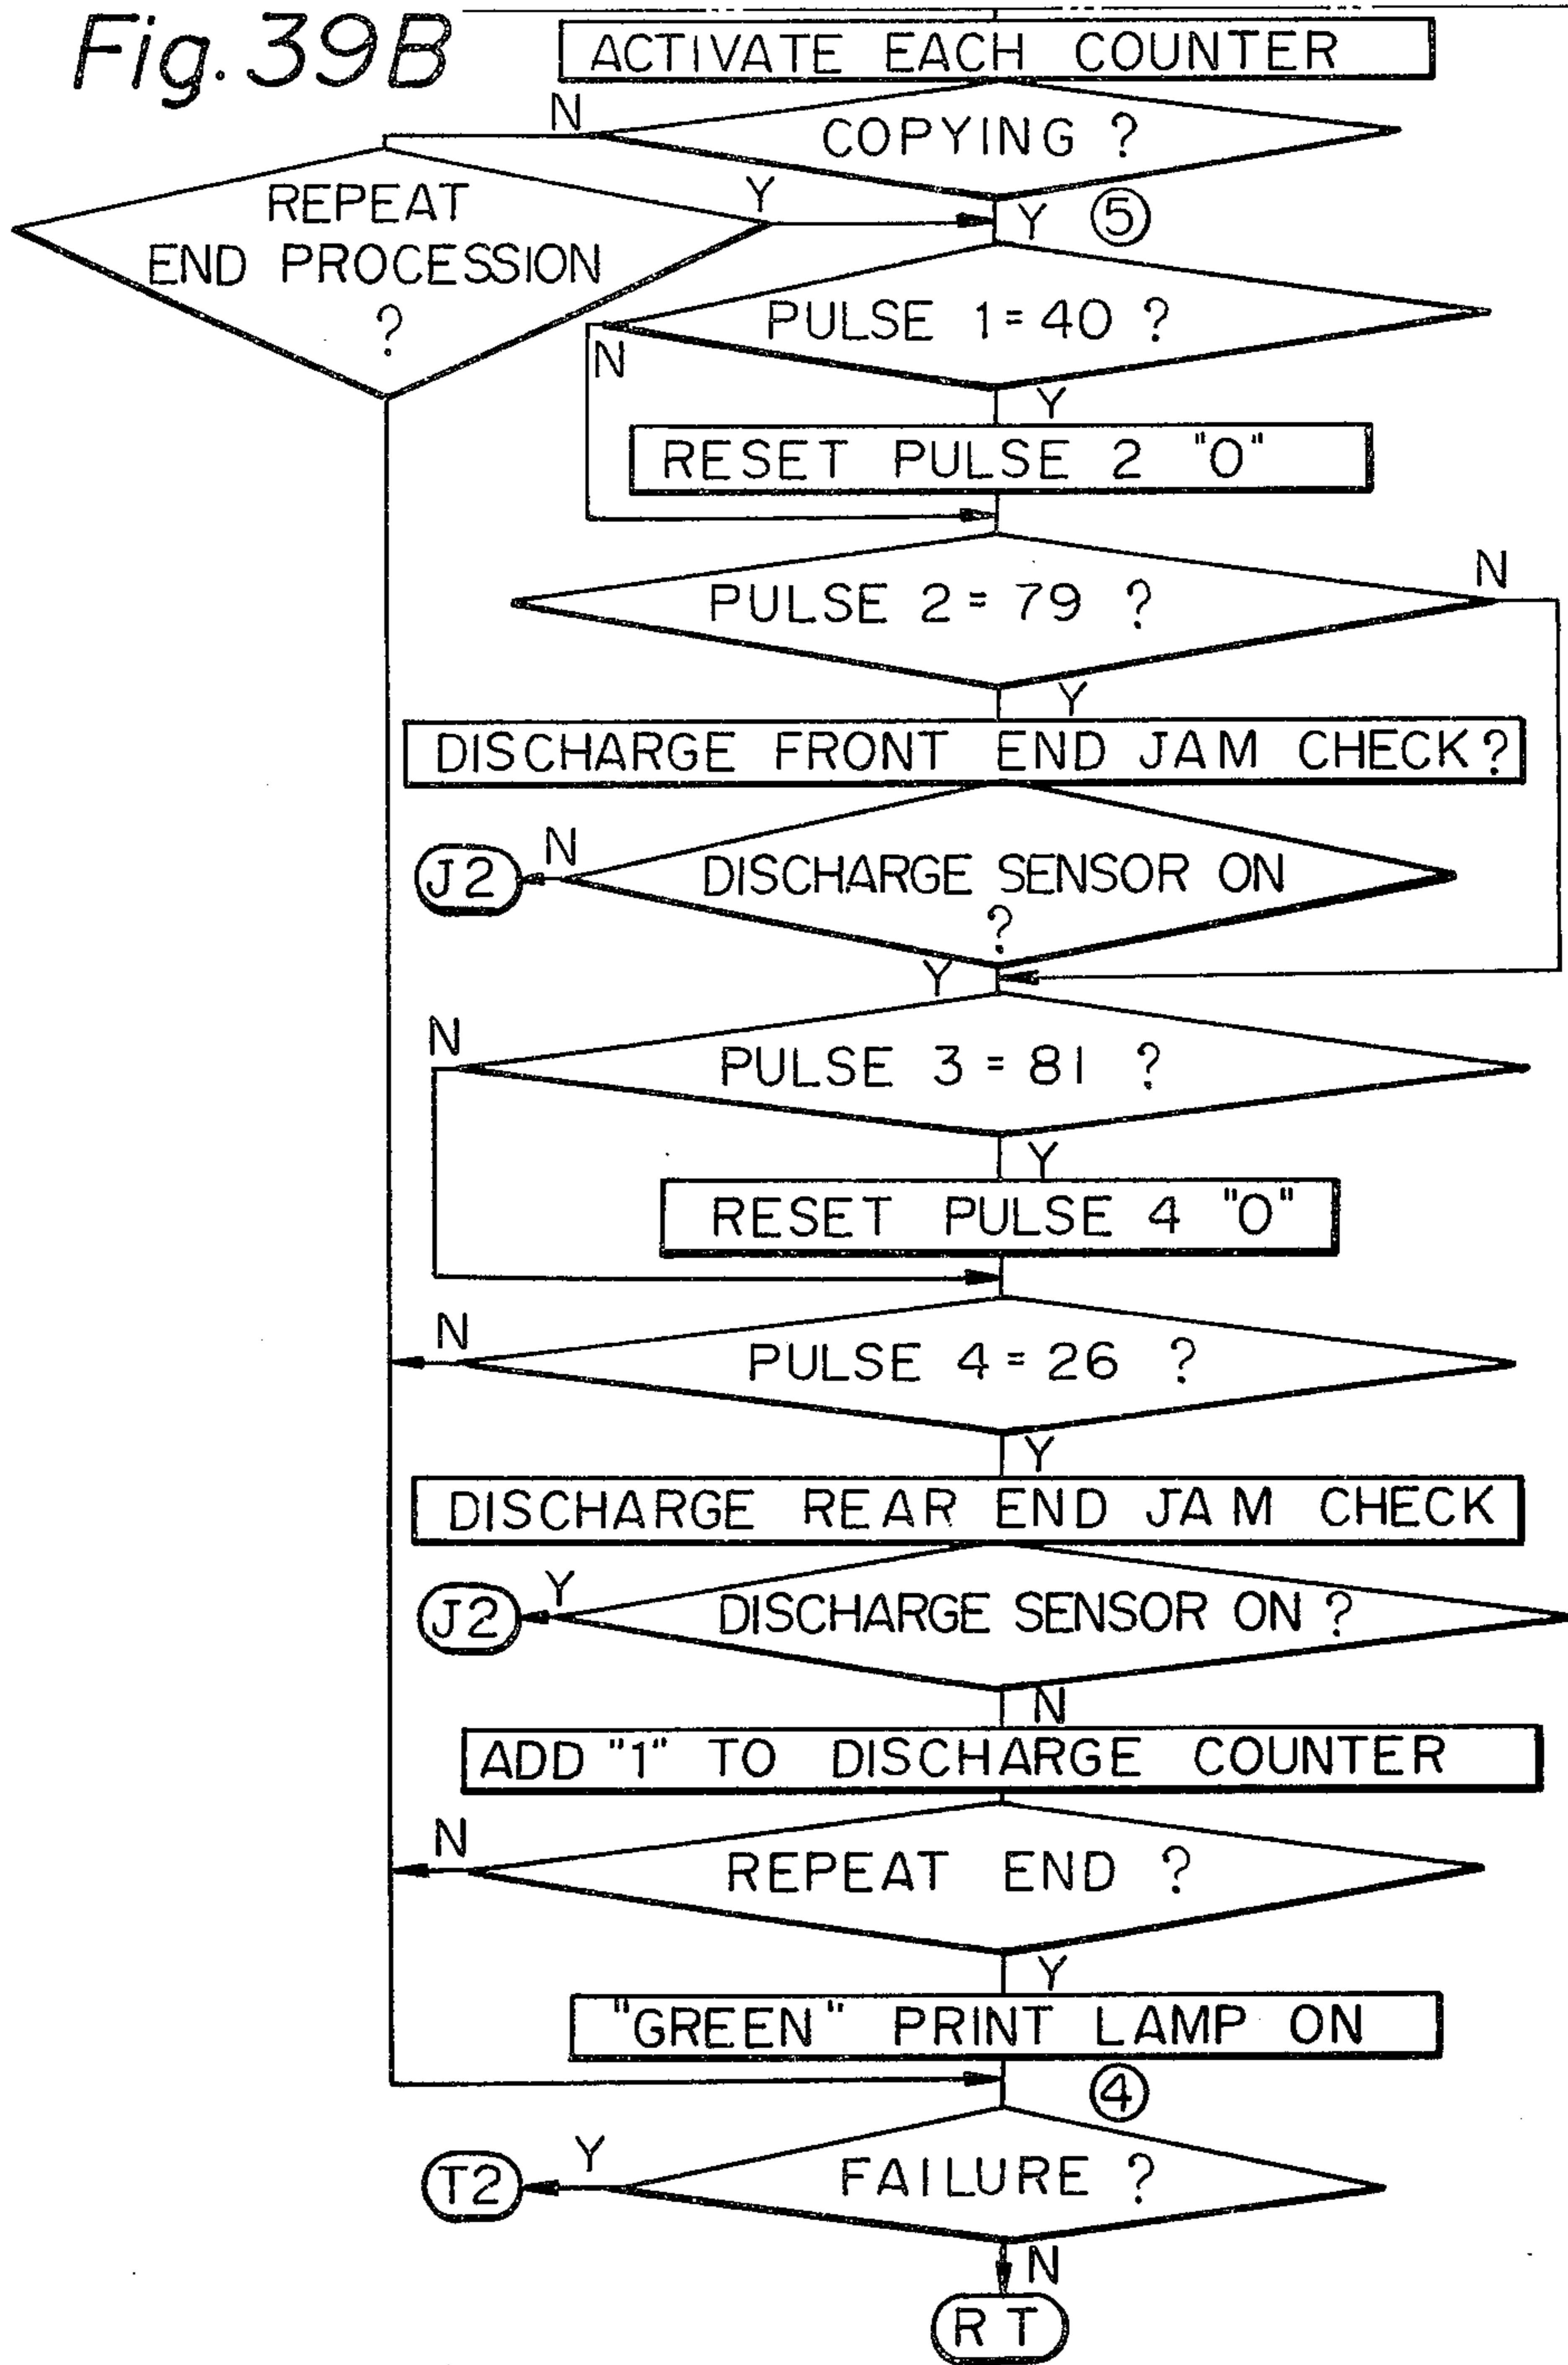 Fig. 39B
ACTIVATE EACH COUNTER
N
COPYING ?
REPEAT
END PROCESSION
?
Y
Y ⑤
PULSE 1 = 40 ?
N
Y
RESET PULSE 2 "0"
PULSE 2 = 79 ?
N
Y
DISCHARGE FRONT END JAM CHECK?
J2
N
DISCHARGE SENSOR ON
?
Y
N
PULSE 3 = 81 ?
Y
RESET PULSE 4 "0"
N
PULSE 4 = 26 ?
Y
DISCHARGE REAR END JAM CHECK
J2
Y
DISCHARGE SENSOR ON ?
N
ADD "1" TO DISCHARGE COUNTER
N
REPEAT END ?
Y
"GREEN" PRINT LAMP ON
④
T2
Y
FAILURE ?
N
RT